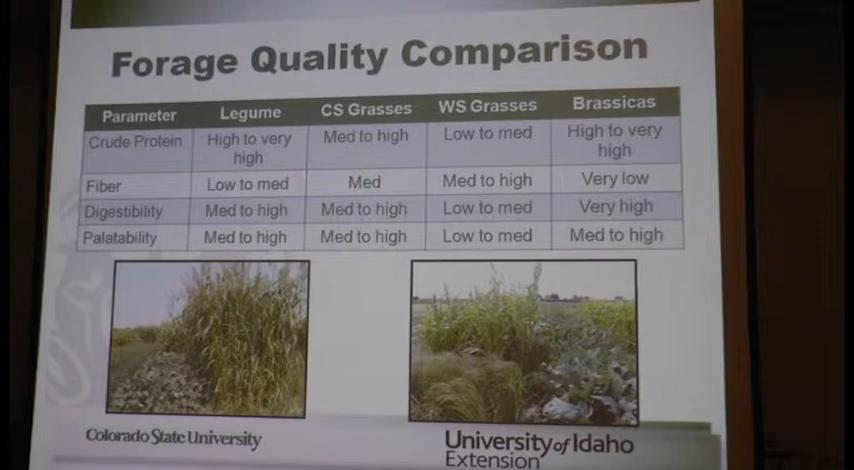 Forage Quality Comparison
Parameter Legume CS Grasses WS Grasses Brassicas
Crude Protein High to very high Med to high Low to med High to very high
Fiber Low to med Med Med to high Very low
Digestibility Med to high Med to high Low to med Very high
Palatability Med to high Med to high Low to med Med to high
Colorado State University
University of Idaho
Extension